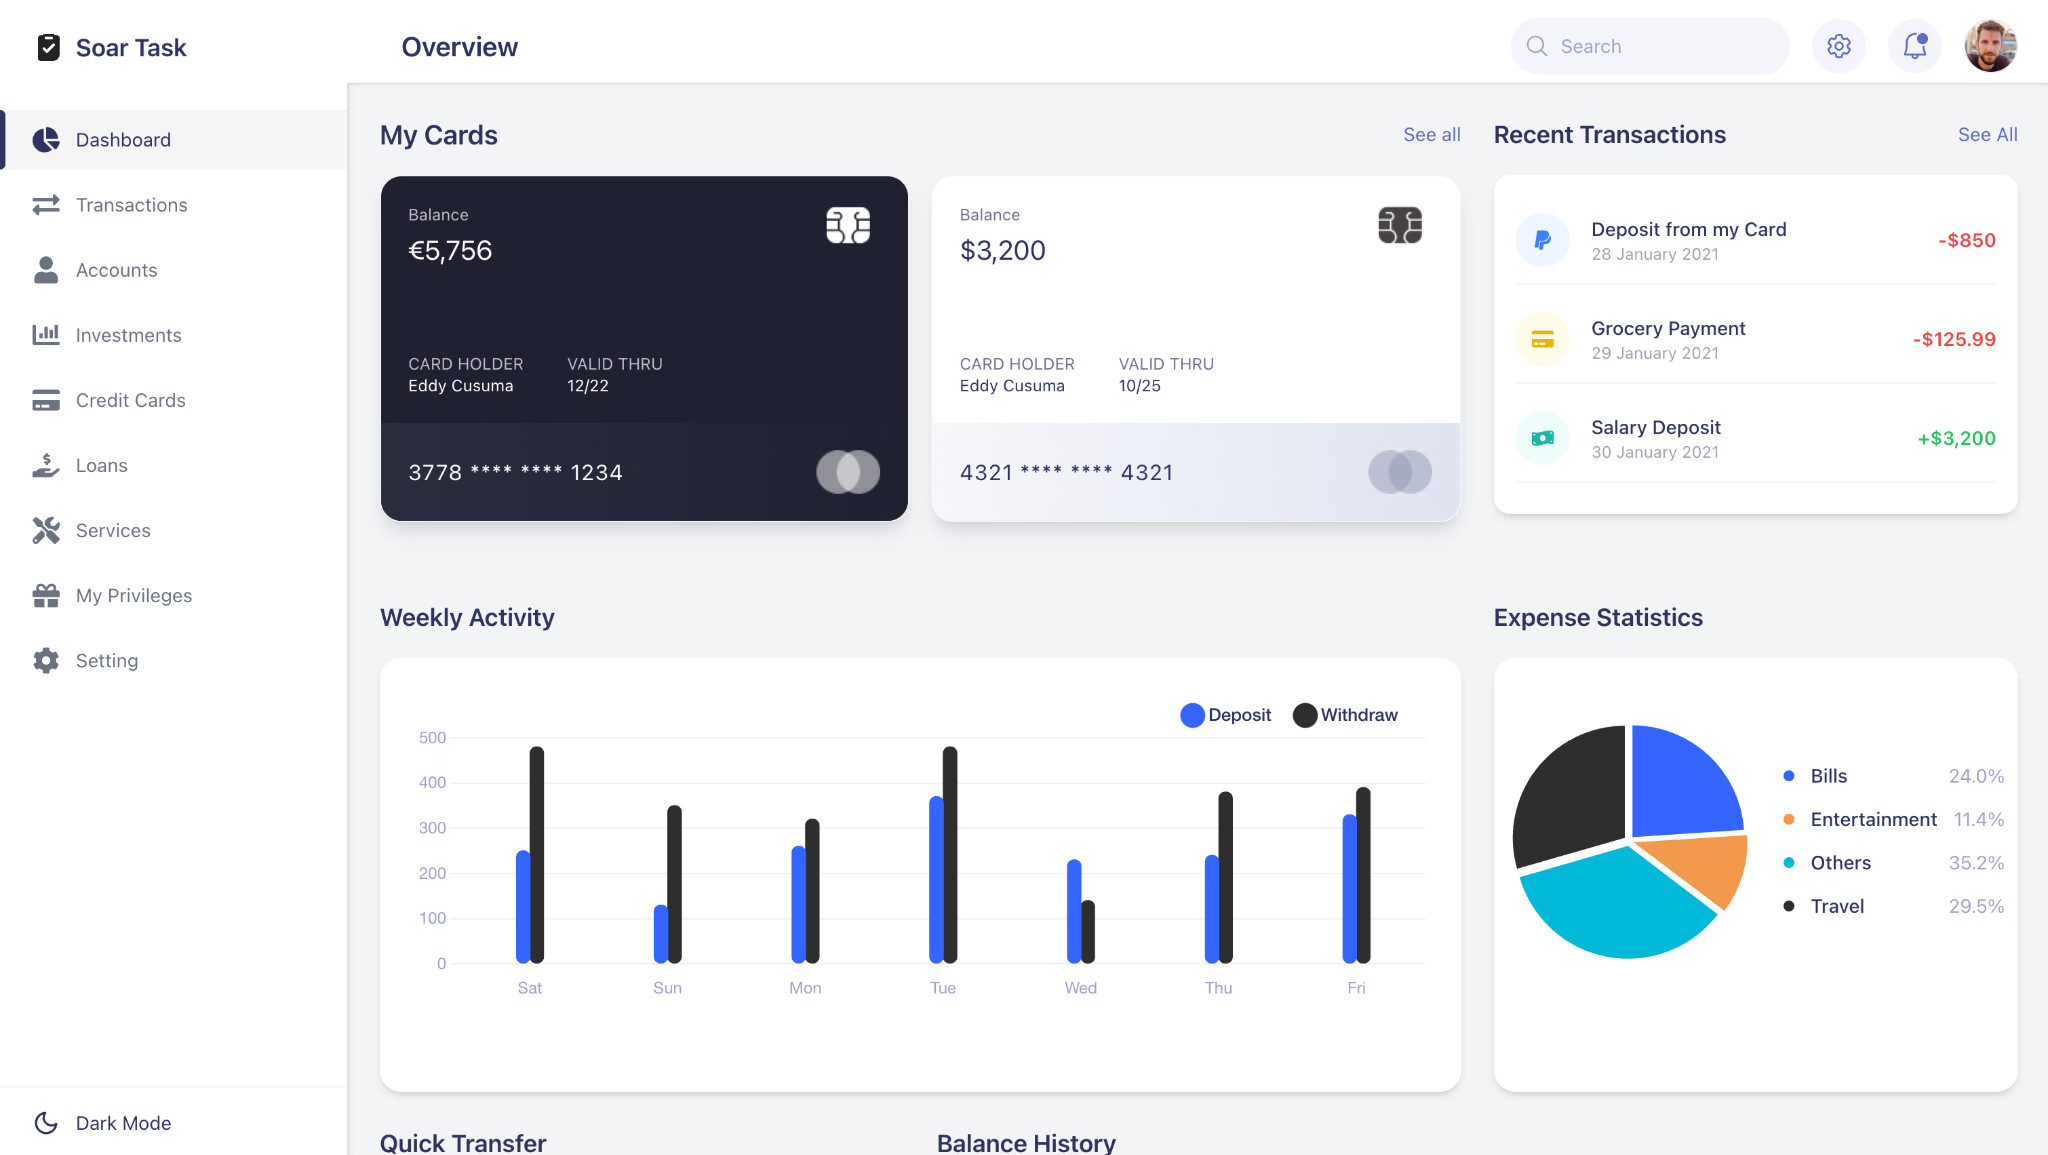 Soar Task
Overview
Search
Dashboard
Transactions
Accounts
Investments
Credit Cards
Loans
Services
My Privileges
Setting
Dark Mode
My Cards
See all
Balance
€5,756
CARD HOLDER VALID THRU
Eddy Cusuma 12/22
3778 **** **** 1234
Balance
$3,200
CARD HOLDER VALID THRU
Eddy Cusuma 10/25
4321 **** **** 4321
Recent Transactions
See All
Deposit from my Card
28 January 2021
-$850
Grocery Payment
29 January 2021
-$125.99
Salary Deposit
30 January 2021
+$3,200
Weekly Activity
Deposit Withdraw
500
400
300
200
100
0
Sat Sun Mon Tue Wed Thu Fri
Expense Statistics
Bills 24.0%
Entertainment 11.4%
Others 35.2%
Travel 29.5%
Quick Transfer
Balance History